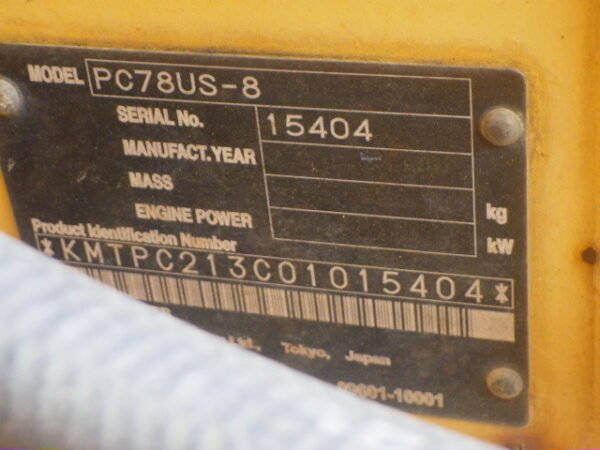 MODEL PC78US-8
SERIAL No. 15404
MANUFACT.YEAR
MASS kg
ENGINE POWER kW
Product Identification Number
*KMTPC213C01015404*
Ltd., Tokyo, Japan